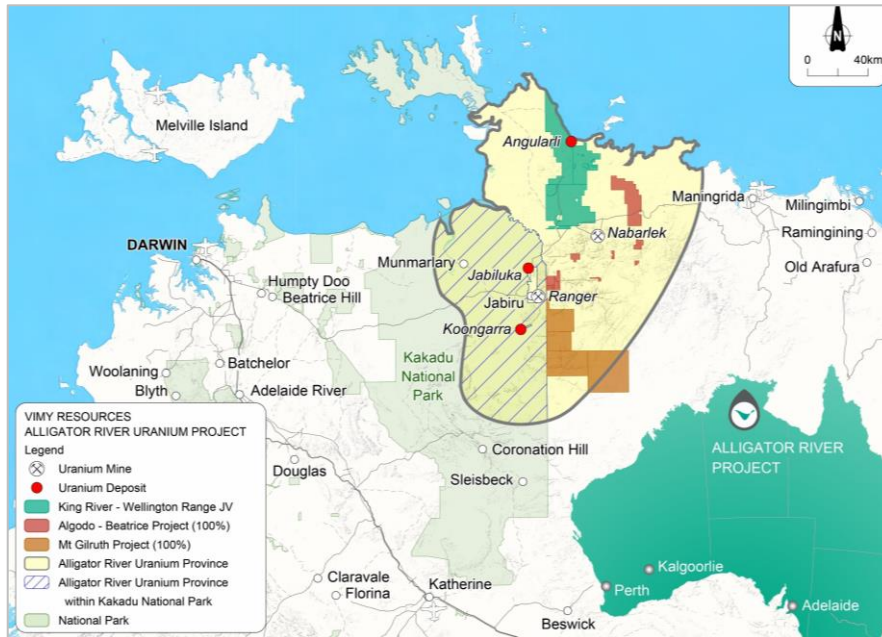 N
0 40km
Melville Island
Angularli
Maningrida
Milingimbi
Ramingining
Nabarlek
DARWIN
Munmarlary
Old Arafura
Jabiluka
Humpty Doo
Beatrice Hill
Jabiru
Ranger
Koongarra
Kakadu
National
Park
Woolaning
Batchelor
Blyth
Adelaide River
VIMY RESOURCES
ALLIGATOR RIVER URANIUM PROJECT
Legend
Uranium Mine
Uranium Deposit
King River - Wellington Range JV
Algodo - Beatrice Project (100%)
Mt Gilruth Project (100%)
Alligator River Uranium Province
Alligator River Uranium Province
within Kakadu National Park
National Park
Douglas
Coronation Hill
Sleisbeck
ALLIGATOR RIVER
PROJECT
Claravale
Florina
Katherine
Beswick
Kalgoorlie
Perth
Adelaide